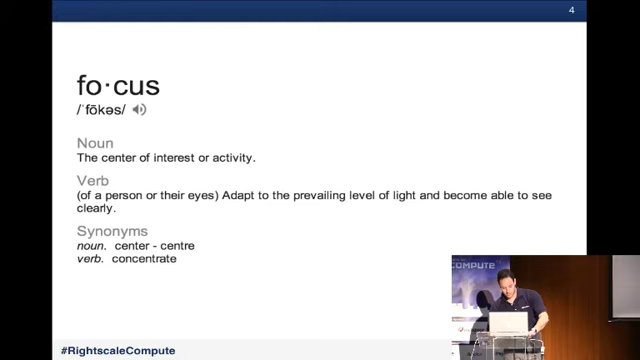 4
fo·cus
/ˈfōkəs/
Noun
The center of interest or activity.
Verb
(of a person or their eyes) Adapt to the prevailing level of light and become able to see
clearly.
Synonyms
noun. center - centre
verb. concentrate
COMPUTE
#RightscaleCompute